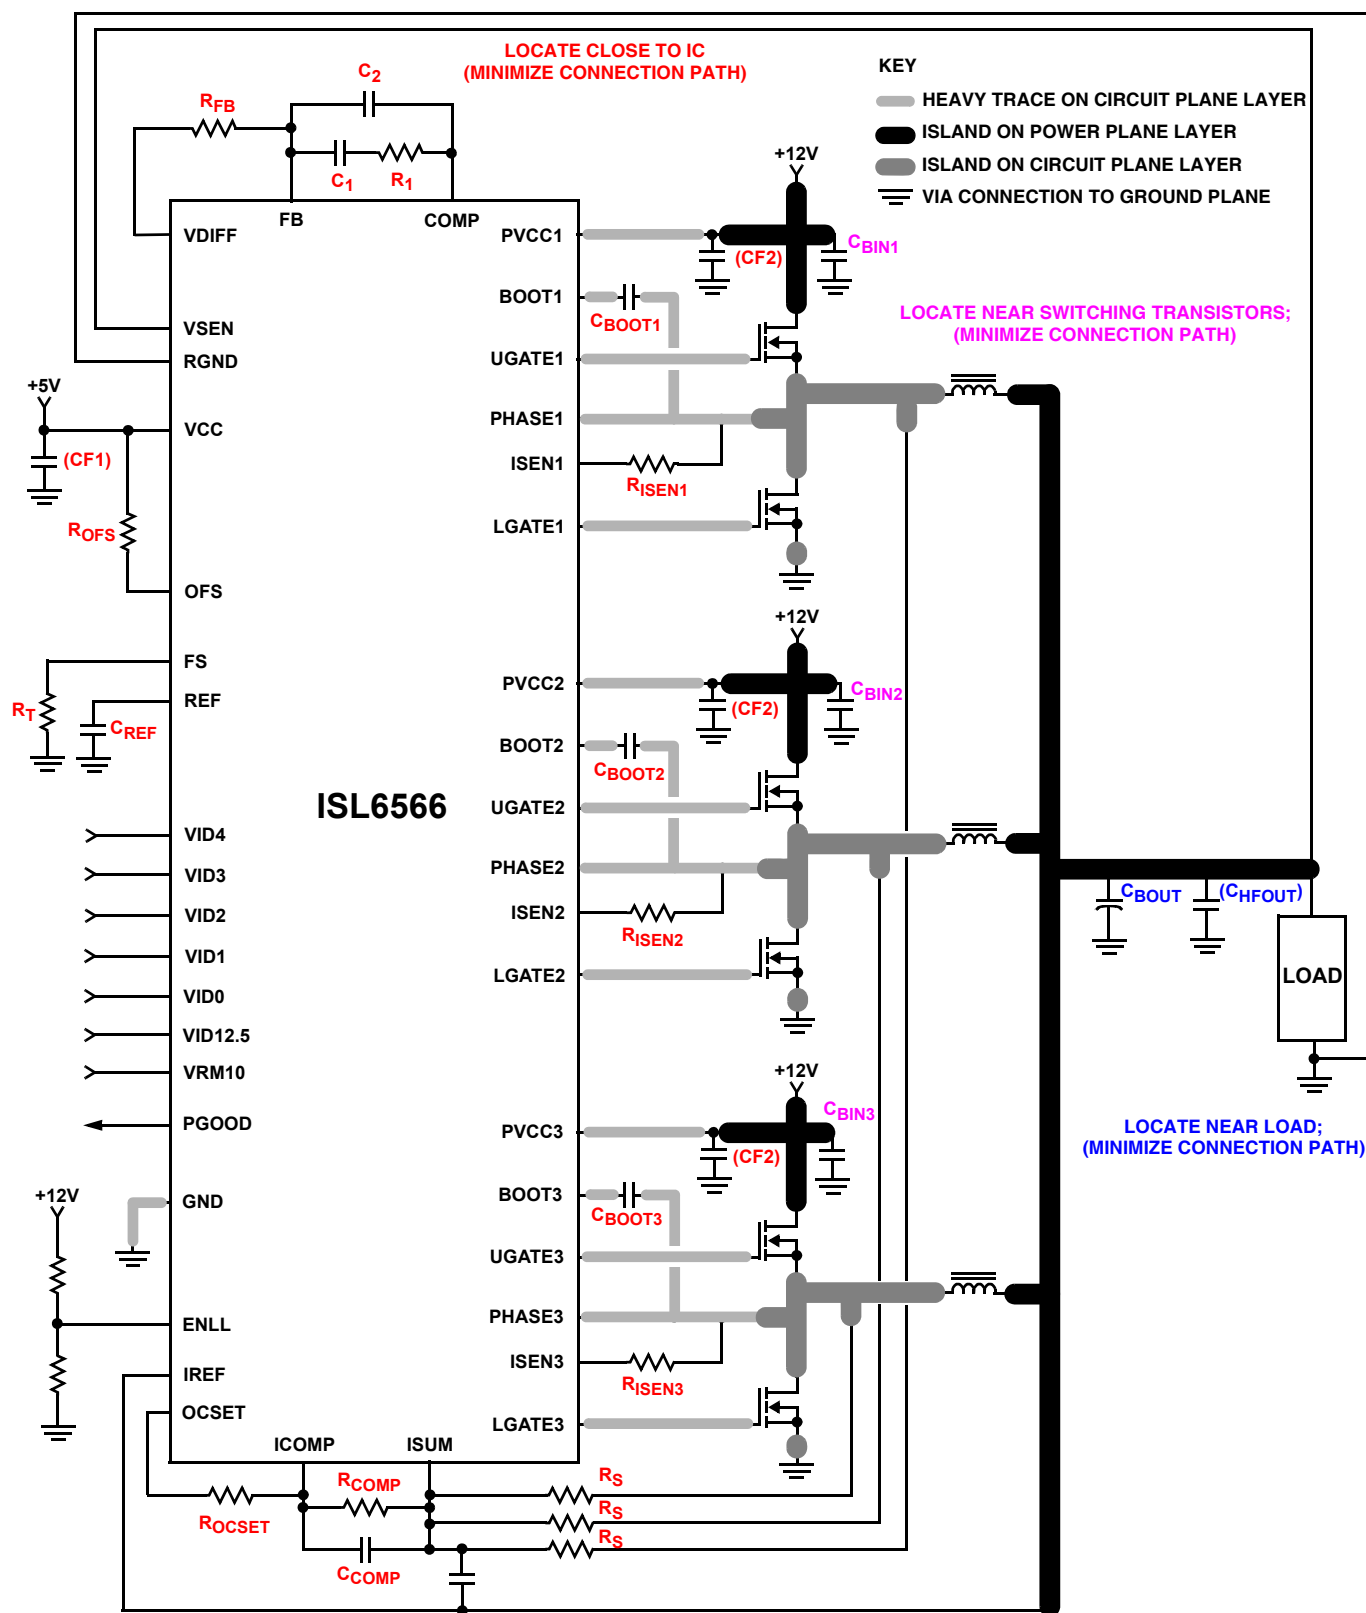 LOCATE CLOSE TO IC
(MINIMIZE CONNECTION PATH)
KEY
HEAVY TRACE ON CIRCUIT PLANE LAYER
ISLAND ON POWER PLANE LAYER
ISLAND ON CIRCUIT PLANE LAYER
VIA CONNECTION TO GROUND PLANE
C2
RFB
C1
R1
FB
COMP
VDIFF
VSEN
RGND
+5V
VCC
(CF1)
ROFS
OFS
FS
REF
RT
CREF
ISL6566
VID4
VID3
VID2
VID1
VID0
VID12.5
VRM10
PGOOD
+12V
GND
ENLL
IREF
OCSET
ICOMP
ISUM
ROCSET
RCOMP
CCOMP
RS
RS
RS
+12V
PVCC1
(CF2)
CBIN1
BOOT1
CBOOT1
UGATE1
PHASE1
ISEN1
RISEN1
LGATE1
LOCATE NEAR SWITCHING TRANSISTORS;
(MINIMIZE CONNECTION PATH)
+12V
PVCC2
(CF2)
CBIN2
BOOT2
CBOOT2
UGATE2
PHASE2
ISEN2
RISEN2
LGATE2
CBOUT
(CHFOUT)
LOAD
LOCATE NEAR LOAD;
(MINIMIZE CONNECTION PATH)
+12V
PVCC3
(CF2)
CBIN3
BOOT3
CBOOT3
UGATE3
PHASE3
ISEN3
RISEN3
LGATE3